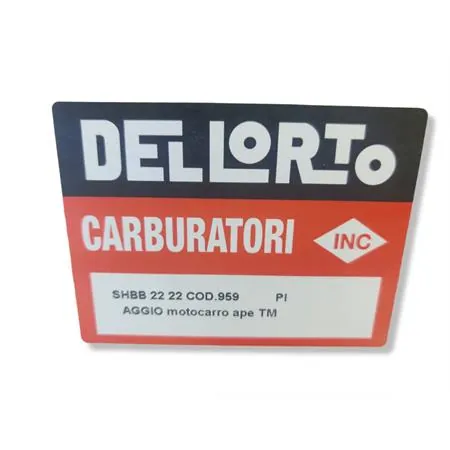 DELLORTO
CARBURATORI INC
SHBB 22 22 COD.959 PI
AGGIO motocarro ape TM